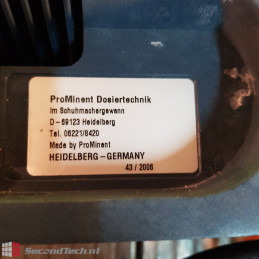 ProMinent Dosiertechnik
Im Schuhmachergewann
D-69123 Heidelberg
Tel. 06221/8420
Made by ProMinent
HEIDELBERG-GERMANY
43/2006
SecondTech.nl